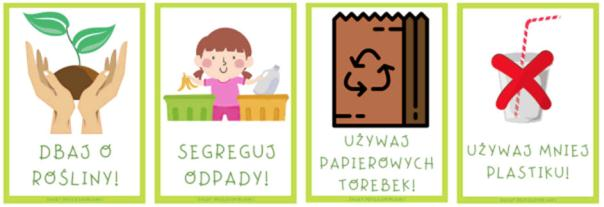 DBAJ O
ROŚLINY!
SEGREGUJ
ODPADY!
UŻYWAJ
PAPIEROWYCH
TOREBEK!
UŻYWAJ MNIEJ
PLASTIKU!